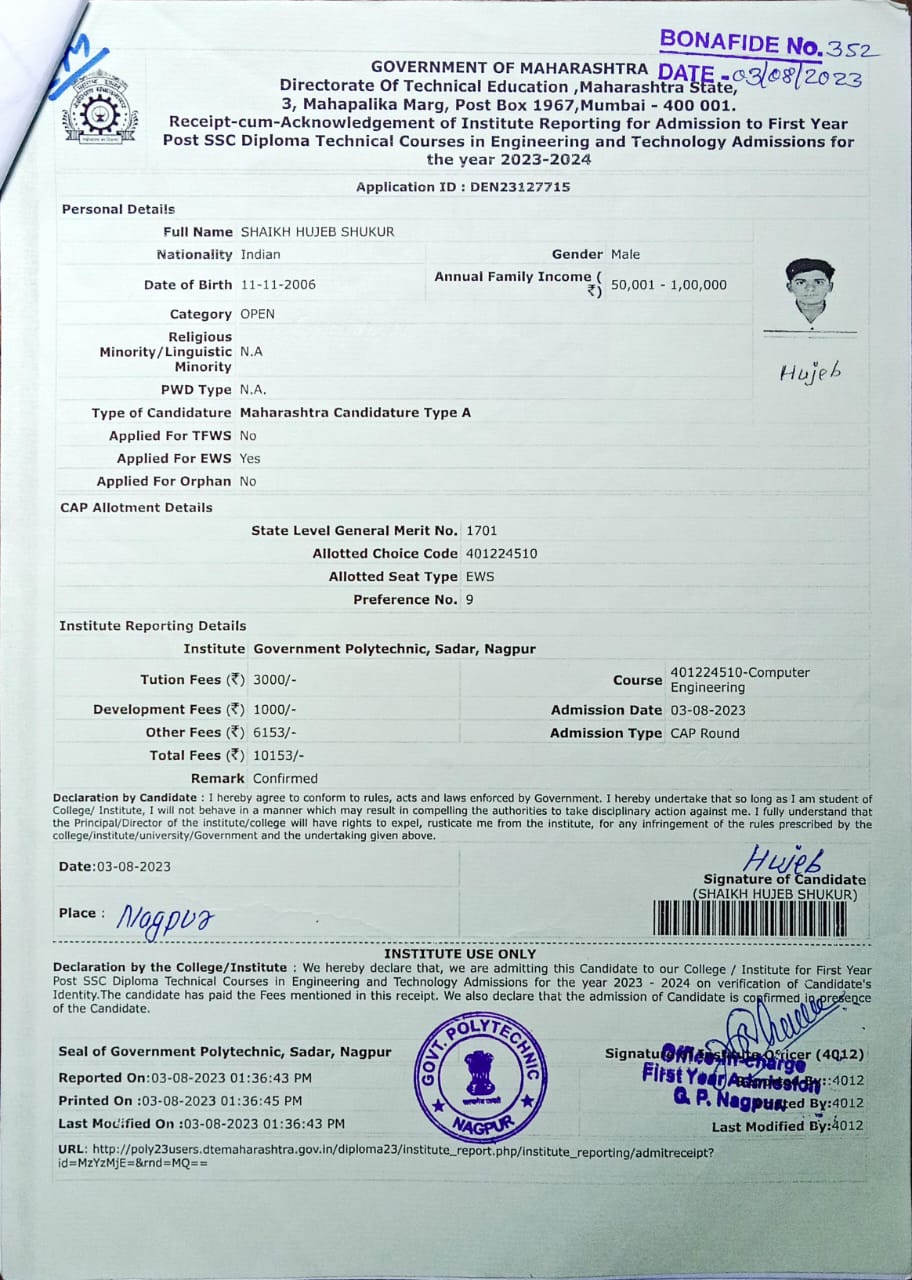 BONAFIDE No. 352
DATE - 03/08/2023
GOVERNMENT OF MAHARASHTRA
Directorate Of Technical Education ,Maharashtra State,
3, Mahapalika Marg, Post Box 1967,Mumbai - 400 001.
Receipt-cum-Acknowledgement of Institute Reporting for Admission to First Year
Post SSC Diploma Technical Courses in Engineering and Technology Admissions for
the year 2023-2024
Application ID : DEN23127715
Personal Details
Full Name SHAIKH HUJEB SHUKUR
Nationality Indian Gender Male
Date of Birth 11-11-2006 Annual Family Income ( ₹) 50,001 - 1,00,000
Category OPEN
Religious
Minority/Linguistic N.A
Minority
Hujeb
PWD Type N.A.
Type of Candidature Maharashtra Candidature Type A
Applied For TFWS No
Applied For EWS Yes
Applied For Orphan No
CAP Allotment Details
State Level General Merit No. 1701
Allotted Choice Code 401224510
Allotted Seat Type EWS
Preference No. 9
Institute Reporting Details
Institute Government Polytechnic, Sadar, Nagpur
Tution Fees (₹) 3000/- Course 401224510-Computer
Engineering
Development Fees (₹) 1000/- Admission Date 03-08-2023
Other Fees (₹) 6153/- Admission Type CAP Round
Total Fees (₹) 10153/-
Remark Confirmed
Declaration by Candidate : I hereby agree to conform to rules, acts and laws enforced by Government. I hereby undertake that so long as I am student of
College/ Institute, I will not behave in a manner which may result in compelling the authorities to take disciplinary action against me. I fully understand that
the Principal/Director of the institute/college will have rights to expel, rusticate me from the institute, for any infringement of the rules prescribed by the
college/institute/university/Government and the undertaking given above.
Date:03-08-2023
Hujeb
Signature of Candidate
(SHAIKH HUJEB SHUKUR)
Place : Nagpur
INSTITUTE USE ONLY
Declaration by the College/Institute : We hereby declare that, we are admitting this Candidate to our College / Institute for First Year
Post SSC Diploma Technical Courses in Engineering and Technology Admissions for the year 2023 - 2024 on verification of Candidate's
Identity.The candidate has paid the Fees mentioned in this receipt. We also declare that the admission of Candidate is confirmed in presence
of the Candidate.
Seal of Government Polytechnic, Sadar, Nagpur
GOVT. POLYTECHNIC
NAGPUR
Officer (4012)
Office In-charge
First Year Admission
G. P. Nagpur
Reported On:03-08-2023 01:36:43 PM By::4012
Printed On :03-08-2023 01:36:45 PM By:4012
Last Modified On :03-08-2023 01:36:43 PM Last Modified By:4012
URL: http://poly23users.dtemaharashtra.gov.in/diploma23/institute_report.php/institute_reporting/admitreceipt?
id=MzYzMjE=&rnd=MQ==